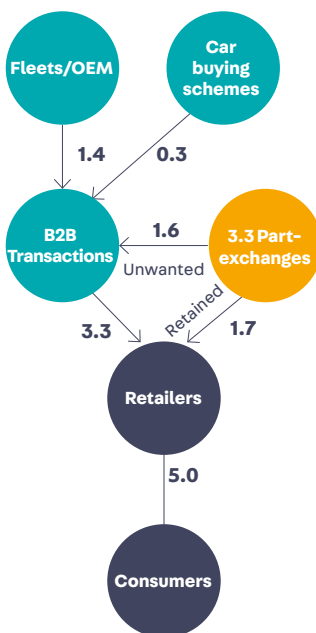 Fleets/OEM
Car
buying
schemes
1.4
0.3
B2B
Transactions
1.6
Unwanted
3.3 Part-
exchanges
3.3
Retained
1.7
Retailers
5.0
Consumers